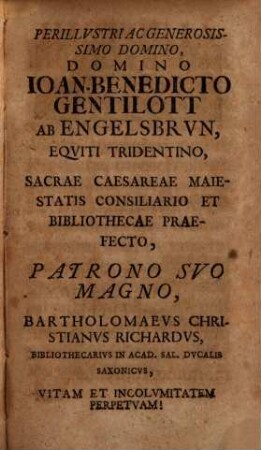 PERILLVSTRI AC GENEROSIS-
SIMO DOMINO,
DOMINO
IOAN. BENEDICTO
GENTILOTT
AB ENGELSBRVN,
EQVITI TRIDENTINO,
SACRAE CAESAREAE MAIE-
STATIS CONSILIARIO ET
BIBLIOTHECAE PRAE-
FECTO,
PATRONO SVO
MAGNO,
BARTHOLOMAEVS CHRI-
STIANVS RICHARDVS,
BIBLIOTHECARIVS IN ACAD. SAL. DVCALIS
SAXONICVS,
VITAM ET INCOLVMITATEM
PERPETVAM!